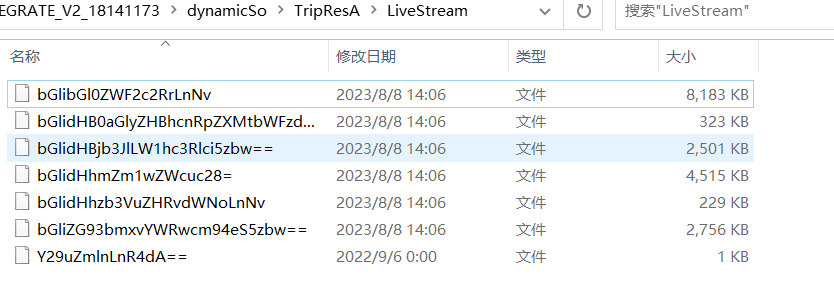 EGRATE_V2_18141173 > dynamicSo > TripResA > LiveStream
搜索"LiveStream"
名称 修改日期 类型 大小
bGlibGl0ZWF2c2RrLnNv 2023/8/8 14:06 文件 8,183 KB
bGlidHB0aGlyZHBhcnRpZXMtbWFzd... 2023/8/8 14:06 文件 323 KB
bGlidHBjb3JlLW1hc3Rlci5zbw== 2023/8/8 14:06 文件 2,501 KB
bGlidHhmZm1wZWcuc28= 2023/8/8 14:06 文件 4,515 KB
bGlidHhzb3VuZHRvdWNoLnNv 2023/8/8 14:06 文件 229 KB
bGliZG93bmxvYWRwcm94eS5zbw== 2023/8/8 14:06 文件 2,756 KB
Y29uZmlnLnR4dA== 2022/9/6 0:00 文件 1 KB